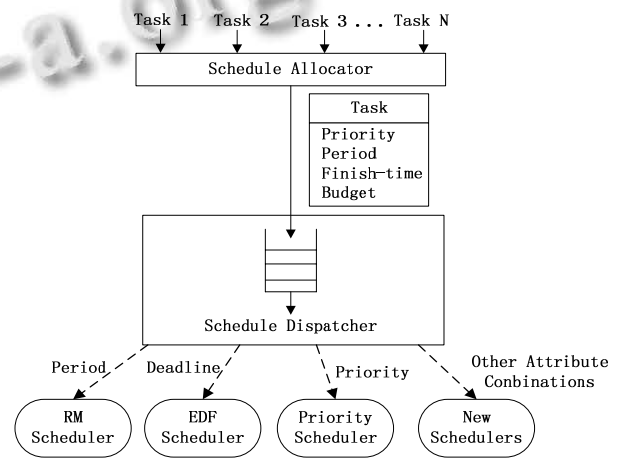 Task 1 Task 2 Task 3 ... Task N
Schedule Allocator
Task
Priority
Period
Finish-time
Budget
Schedule Dispatcher
Period
Deadline
Priority
Other Attribute
Combinations
RM
Scheduler
EDF
Scheduler
Priority
Scheduler
New
Schedulers